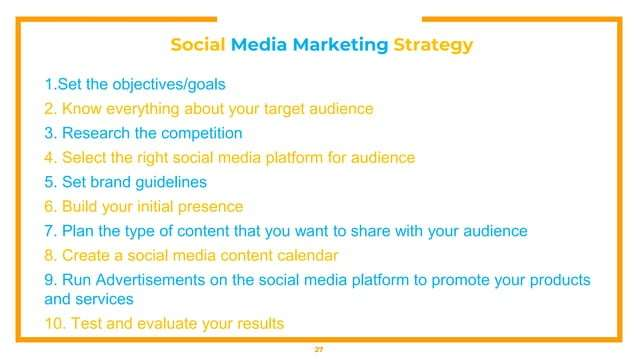 Social Media Marketing Strategy
1.Set the objectives/goals
2. Know everything about your target audience
3. Research the competition
4. Select the right social media platform for audience
5. Set brand guidelines
6. Build your initial presence
7. Plan the type of content that you want to share with your audience
8. Create a social media content calendar
9. Run Advertisements on the social media platform to promote your products
and services
10. Test and evaluate your results
27